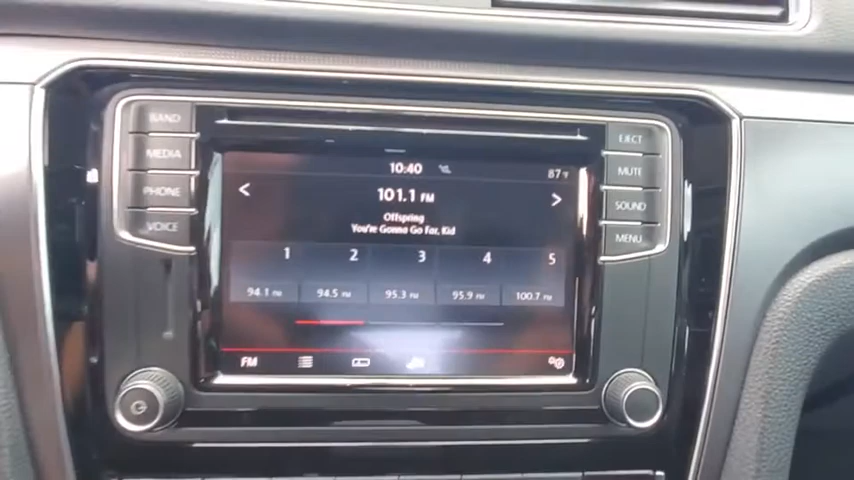 BAND
MEDIA
PHONE
VOICE
EJECT
MUTE
SOUND
MENU
10:40
87°F
101.1 FM
Offspring
You're Gonna Go Far, Kid
1 2 3 4 5
94.1 FM 94.5 FM 95.3 FM 95.9 FM 100.7 FM
FM